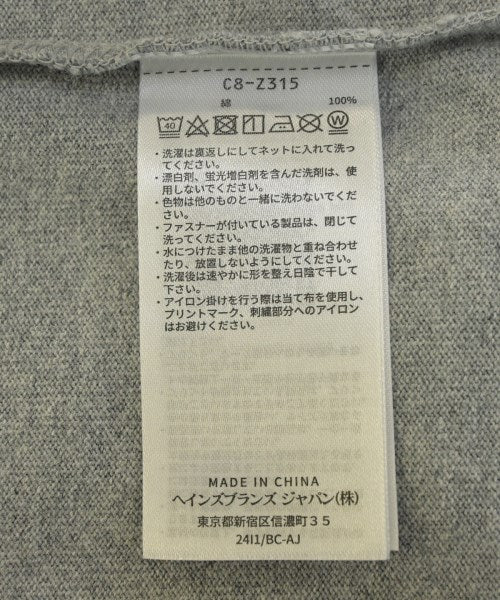 C8-Z315
綿 100%
40 W
・洗濯は裏返しにしてネットに入れて洗っ
てください。
・漂白剤、蛍光増白剤を含んだ洗剤は、使
用しないでください。
・色物は他のものと一緒に洗わないでくだ
さい。
・ファスナーが付いている製品は、閉じて
洗ってください。
・水につけたまま他の洗濯物と重ね合わせ
たり、放置しないようにしてください。
・洗濯後は速やかに形を整え日陰で干して
下さい。
・アイロン掛けを行う際は当て布を使用し、
プリントマーク、刺繍部分へのアイロン
はお避けください。
MADE IN CHINA
ヘインズブランズ ジャパン(株)
東京都新宿区信濃町35
24I1/BC-AJ